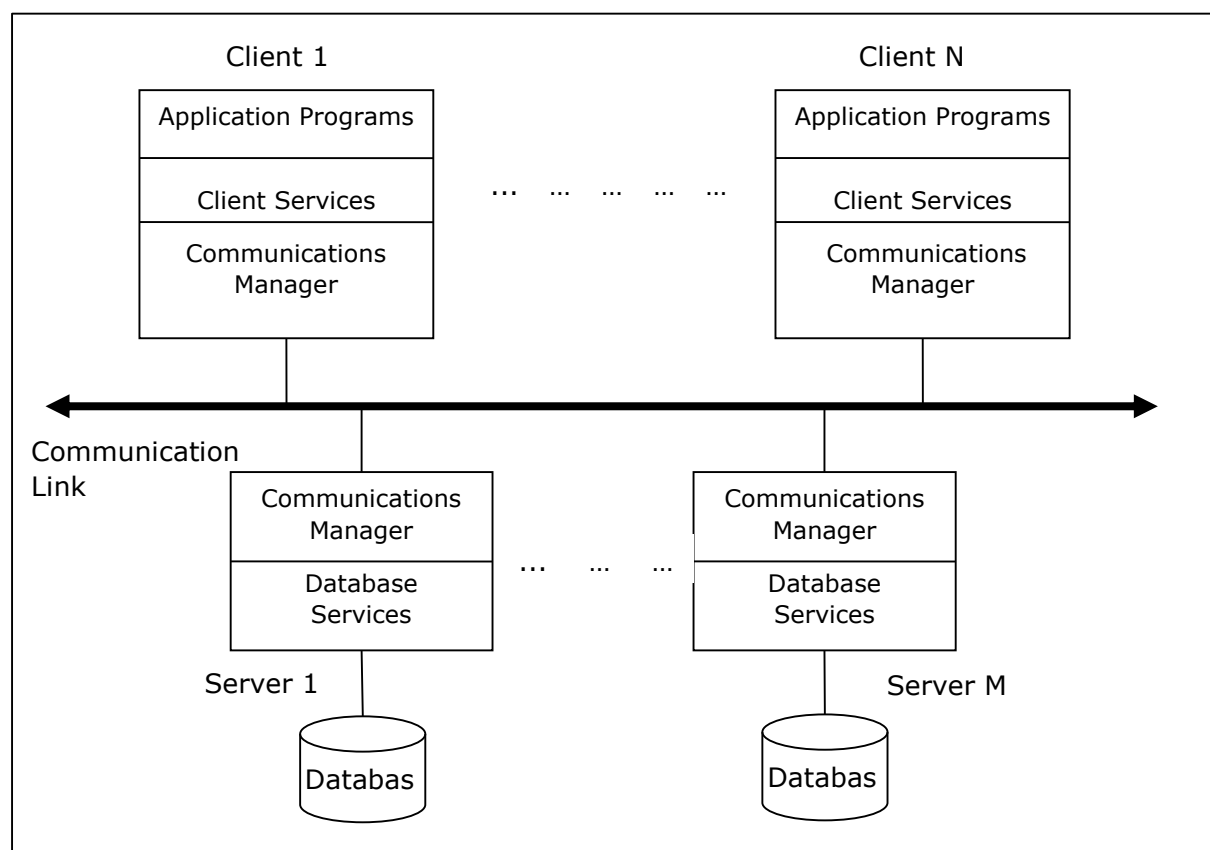 Client 1
Client N
Application Programs
Application Programs
Client Services
... ... ... ... ...
Client Services
Communications
Manager
Communications
Manager
Communication
Link
Communications
Manager
Communications
Manager
... ... ...
Database
Services
Database
Services
Server 1
Server M
Databas
Databas